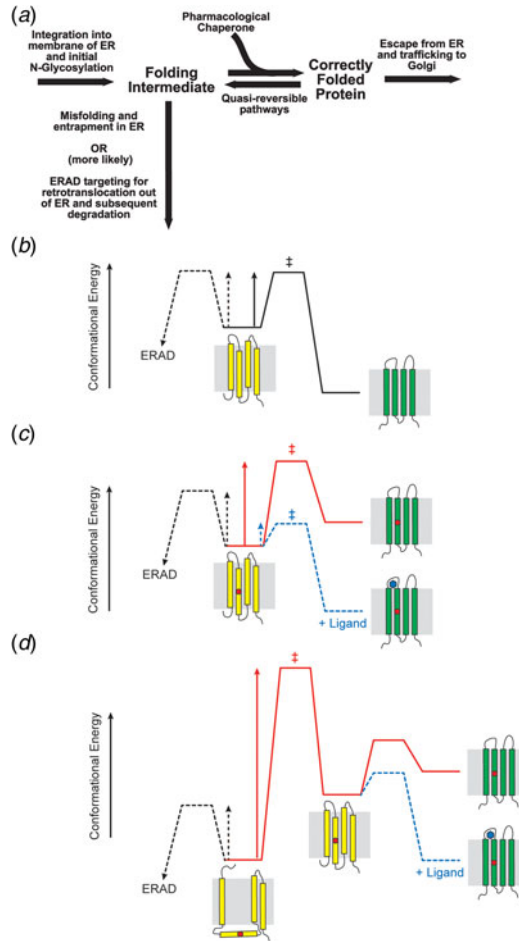 (a)
Integration into
membrane of ER
and initial
N-Glycosylation
Pharmacological
Chaperone
Escape from ER
and trafficking to
Golgi
Folding
Intermediate
Correctly
Folded
Protein
Quasi-reversible
pathways
Misfolding and
entrapment in ER
OR
(more likely)
ERAD targeting for
retrotranslocation out
of ER and subsequent
degradation
(b)
Conformational Energy
‡
ERAD
(c)
Conformational Energy
‡
‡
ERAD
+ Ligand
(d)
Conformational Energy
‡
ERAD
+ Ligand